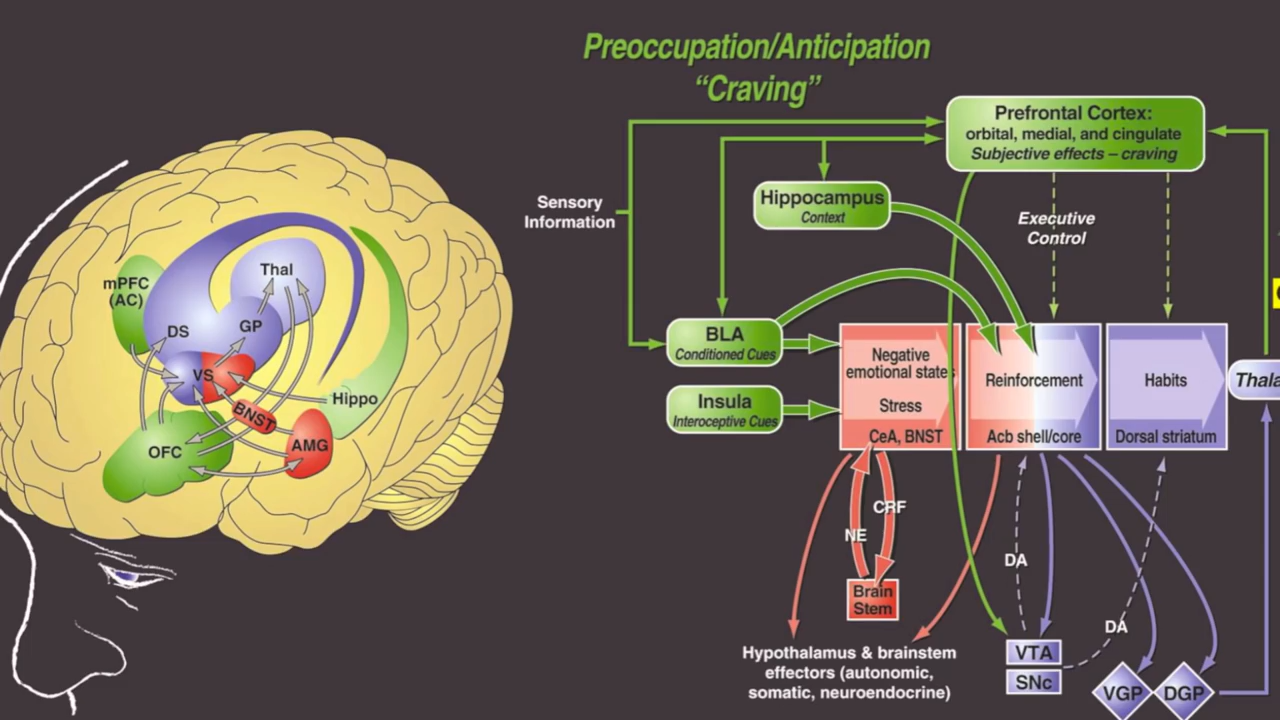 Preoccupation/Anticipation
“Craving”
Prefrontal Cortex:
orbital, medial, and cingulate
Subjective effects – craving
Sensory
Information
Hippocampus
Context
Executive
Control
BLA
Conditioned Cues
Insula
Interoceptive Cues
Negative
emotional states
Stress
CeA, BNST
Reinforcement
Acb shell/core
Habits
Dorsal striatum
Thala
CRF
NE
Brain
Stem
DA
DA
Hypothalamus & brainstem
effectors (autonomic,
somatic, neuroendocrine)
VTA
SNc
VGP
DGP
mPFC
(AC)
Thal
DS
GP
VS
Hippo
BNST
AMG
OFC